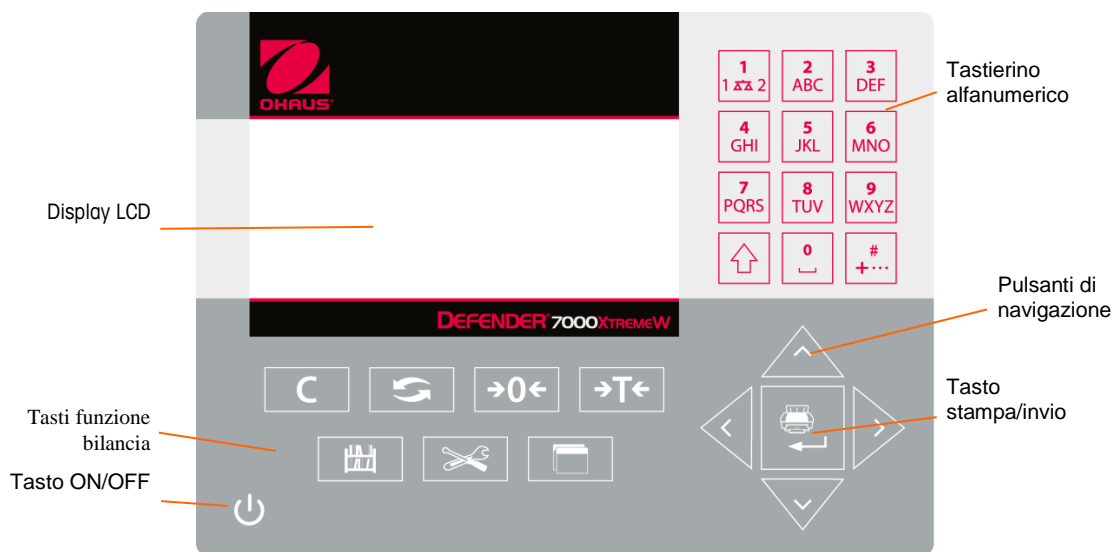 OHAUS
1
1 2
2
ABC
3
DEF
4
GHI
5
JKL
6
MNO
7
PQRS
8
TUV
9
WXYZ
0
#
+···
Tastierino
alfanumerico
Display LCD
DEFENDER® 7000XTREMEW
Pulsanti di
navigazione
C
→0←
→T←
Tasto
stampa/invio
Tasti funzione
bilancia
Tasto ON/OFF